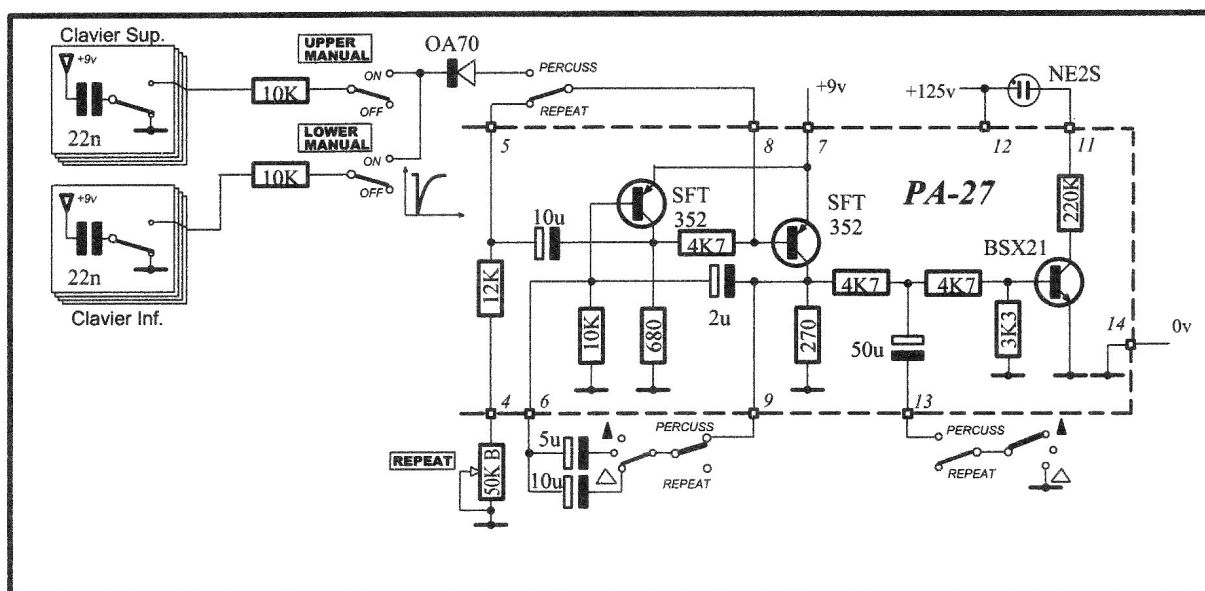 Clavier Sup.
+9v
22n
10K
UPPER
MANUAL
ON
OFF
OA70
PERCUSS
REPEAT
LOWER
MANUAL
ON
OFF
+9v
22n
10K
Clavier Inf.
+9v
+125v
NE2S
5
8
7
12
11
PA-27
SFT
352
SFT
352
10u
4K7
220K
BSX21
12K
2u
4K7
4K7
10K
680
270
50u
3K3
14
0v
4
6
9
13
REPEAT
50K B
5u
10u
PERCUSS
REPEAT
PERCUSS
REPEAT